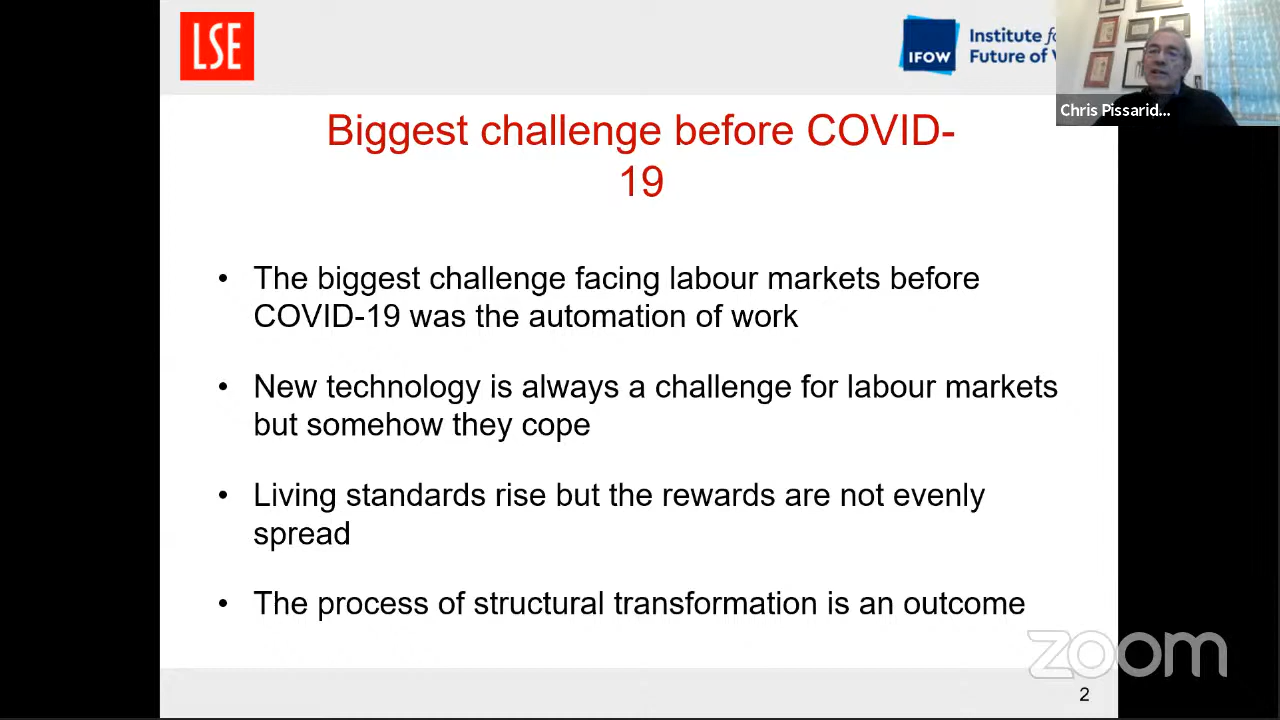 LSE
IFOW
Institute for
Future of
Chris Pissarid...
Biggest challenge before COVID-
19
• The biggest challenge facing labour markets before
COVID-19 was the automation of work
• New technology is always a challenge for labour markets
but somehow they cope
• Living standards rise but the rewards are not evenly
spread
• The process of structural transformation is an outcome
zoom
2